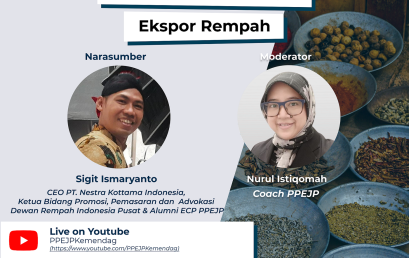 Ekspor Rempah
Narasumber
Moderator
Sigit Ismaryanto
CEO PT. Nestra Kottama Indonesia,
Ketua Bidang Promosi, Pemasaran dan Advokasi
Dewan Rempah Indonesia Pusat & Alumni ECP PPEJP
Nurul Istiqomah
Coach PPEJP
Live on Youtube
PPEJPKemendag
(https://www.youtube.com/PPEJPKemendag)